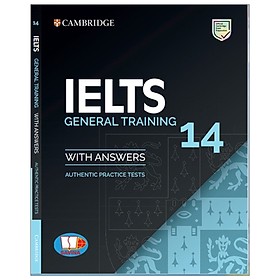 CAMBRIDGE
IELTS
GENERAL TRAINING
14
WITH ANSWERS
AUTHENTIC PRACTICE TESTS
14
IELTS
GENERAL TRAINING
WITH ANSWERS
AUTHENTIC PRACTICE TESTS